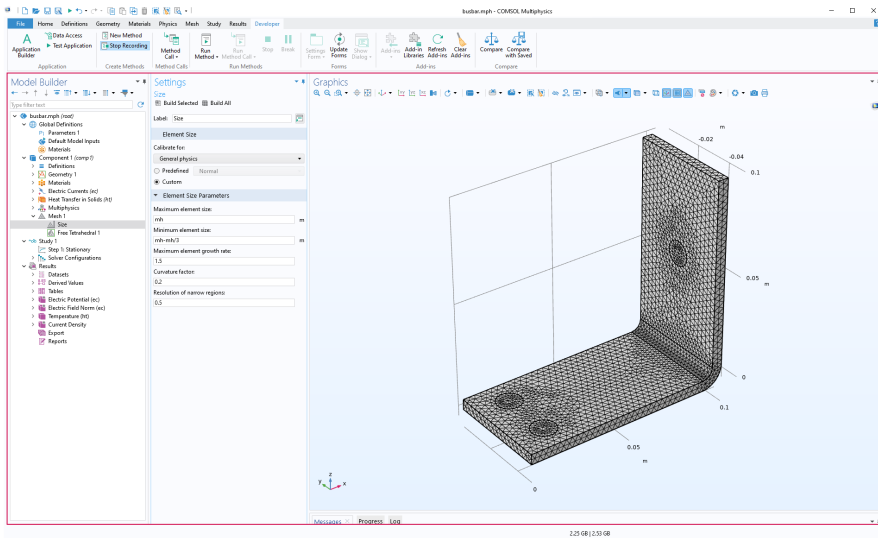 busbar.mph - COMSOL Multiphysics
File Home Definitions Geometry Materials Physics Mesh Study Results Developer
Application Builder
Data Access
Test Application
Application
New Method
Stop Recording
Create Methods
Method Call
Method Calls
Run Method
Run Method Call
Stop
Break
Run Methods
Settings Form
Update Forms
Show Dialog
Forms
Add-ins
Add-in Libraries
Refresh Add-ins
Clear Add-ins
Add-ins
Compare
Compare with Saved
Compare
Model Builder
Type filter text
busbar.mph (root)
Global Definitions
Parameters 1
Default Model Inputs
Materials
Component 1 (comp1)
Definitions
Geometry 1
Materials
Electric Currents (ec)
Heat Transfer in Solids (ht)
Multiphysics
Mesh 1
Size
Free Tetrahedral 1
Study 1
Step 1: Stationary
Solver Configurations
Results
Datasets
Derived Values
Tables
Electric Potential (ec)
Electric Field Norm (ec)
Temperature (ht)
Current Density
Export
Reports
Settings
Size
Build Selected Build All
Label: Size
Element Size
Calibrate for:
General physics
Predefined Normal
Custom
Element Size Parameters
Maximum element size:
mh m
Minimum element size:
mh-mh/3 m
Maximum element growth rate:
1.5
Curvature factor:
0.2
Resolution of narrow regions:
0.5
Graphics
m
-0.02
-0.04
0.1
0.05
m
0
0.1
0.05
m
0
z
y x
Messages Progress Log
2.25 GB | 2.53 GB